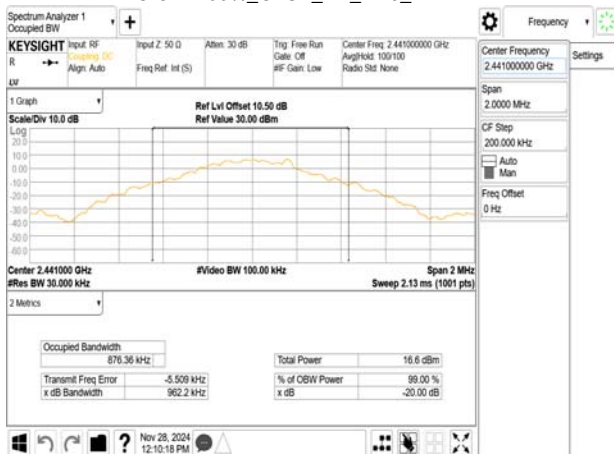 Spectrum Analyzer 1
Occupied BW
Frequency
KEYSIGHT
R
Input: RF
Coupling: DC
Align: Auto
Input Z: 50 Ω
Freq Ref: Int (S)
Atten: 30 dB
Trig: Free Run
Gate: Off
#IF Gain: Low
Center Freq: 2.441000000 GHz
Avg|Hold: 100/100
Radio Std: None
Center Frequency
2.441000000 GHz
Settings
Span
2.0000 MHz
CF Step
200.000 kHz
Auto
Man
Freq Offset
0 Hz
1 Graph
Scale/Div 10.0 dB
Ref Lvl Offset 10.50 dB
Ref Value 30.00 dBm
Log
20.0
10.0
0.00
-10.0
-20.0
-30.0
-40.0
-50.0
-60.0
Center 2.441000 GHz
#Res BW 30.000 kHz
#Video BW 100.00 kHz
Span 2 MHz
Sweep 2.13 ms (1001 pts)
2 Metrics
Occupied Bandwidth
876.36 kHz
Total Power 16.6 dBm
Transmit Freq Error -5.509 kHz
% of OBW Power 99.00 %
x dB Bandwidth 962.2 kHz
x dB -20.00 dB
?
Nov 28, 2024
12:10:18 PM